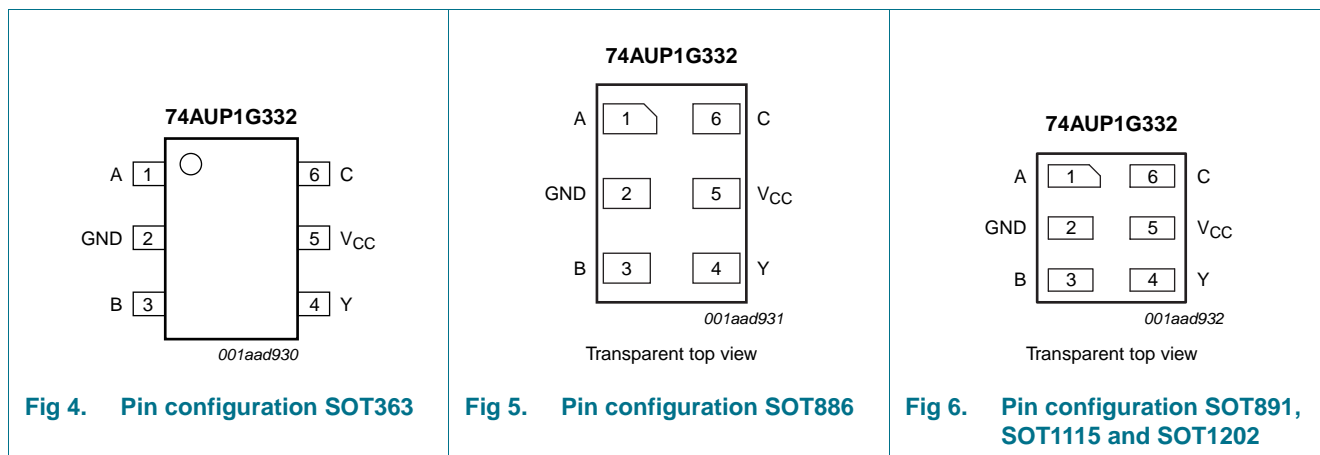 74AUP1G332
A 1 6 C
GND 2 5 VCC
B 3 4 Y
001aad930
Fig 4. Pin configuration SOT363
74AUP1G332
A 1 6 C
GND 2 5 VCC
B 3 4 Y
001aad931
Transparent top view
Fig 5. Pin configuration SOT886
74AUP1G332
A 1 6 C
GND 2 5 VCC
B 3 4 Y
001aad932
Transparent top view
Fig 6. Pin configuration SOT891,
SOT1115 and SOT1202